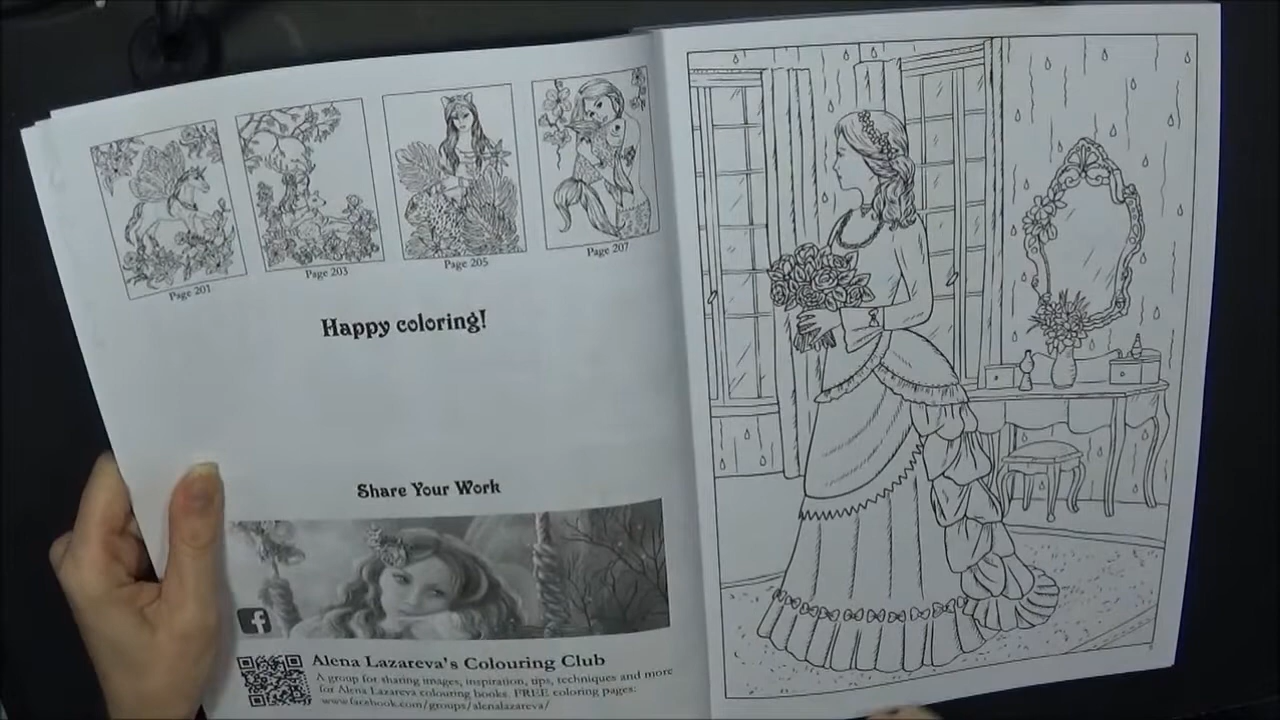 Page 201
Page 203
Page 205
Page 207
Happy coloring!
Share Your Work
f
Alena Lazareva's Colouring Club
A group for sharing images, inspiration, tips, techniques and more
for Alena Lazareva colouring books. FREE coloring pages:
www.facebook.com/groups/alenalazareva/